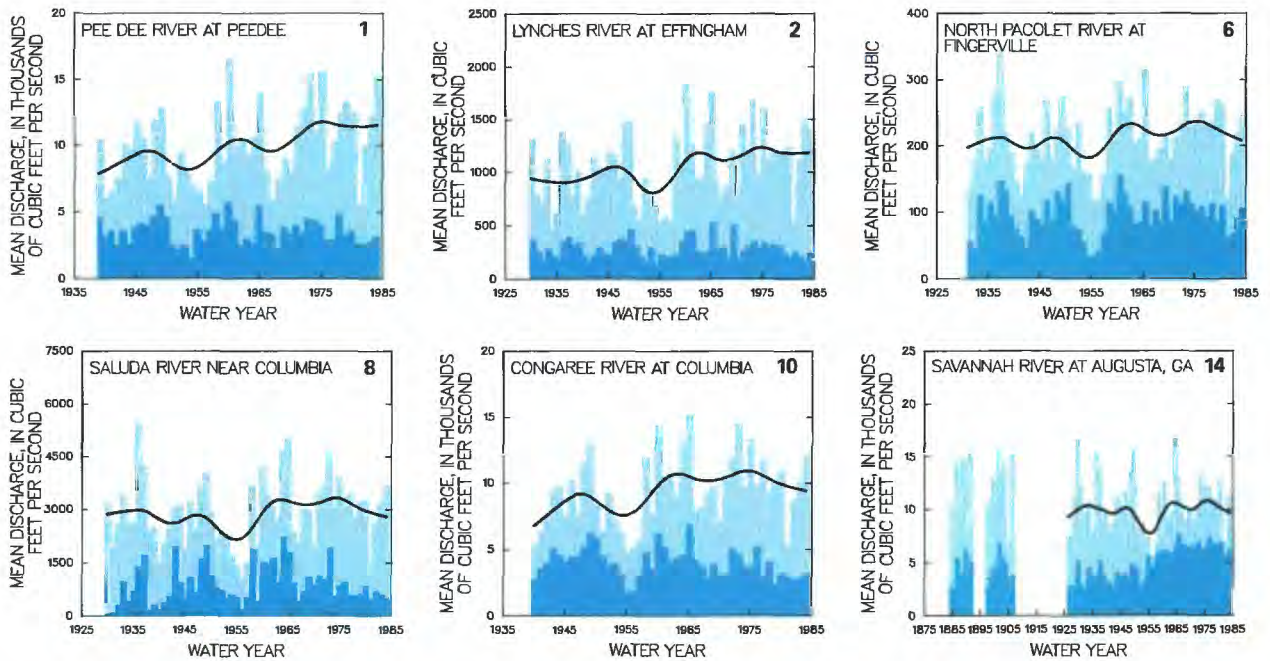 PEE DEE RIVER AT PEEDEE 1
MEAN DISCHARGE, IN THOUSANDS
OF CUBIC FEET PER SECOND
20
15
10
5
0
1935 1945 1955 1965 1975 1985
WATER YEAR
LYNCHES RIVER AT EFFINGHAM 2
MEAN DISCHARGE, IN CUBIC
FEET PER SECOND
2500
2000
1500
1000
500
0
1925 1935 1945 1955 1965 1975 1985
WATER YEAR
NORTH PACOLET RIVER AT 6
FINGERVILLE
MEAN DISCHARGE, IN CUBIC
FEET PER SECOND
400
300
200
100
0
1925 1935 1945 1955 1965 1975 1985
WATER YEAR
SALUDA RIVER NEAR COLUMBIA 8
MEAN DISCHARGE, IN CUBIC
FEET PER SECOND
7500
6000
4500
3000
1500
0
1925 1935 1945 1955 1965 1975 1985
WATER YEAR
CONGAREE RIVER AT COLUMBIA 10
MEAN DISCHARGE, IN THOUSANDS
OF CUBIC FEET PER SECOND
20
15
10
5
0
1935 1945 1955 1965 1975 1985
WATER YEAR
SAVANNAH RIVER AT AUGUSTA, GA 14
MEAN DISCHARGE, IN THOUSANDS
OF CUBIC FEET PER SECOND
25
20
15
10
5
0
1875 1885 1895 1905 1915 1925 1935 1945 1955 1965 1975 1985
WATER YEAR